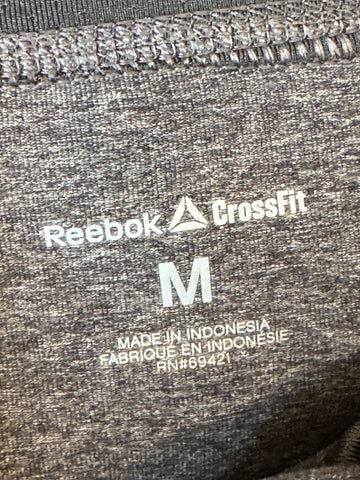 Reebok CrossFit
M
MADE IN INDONESIA
FABRIQUÉ EN INDONÉSIE
RN#69421